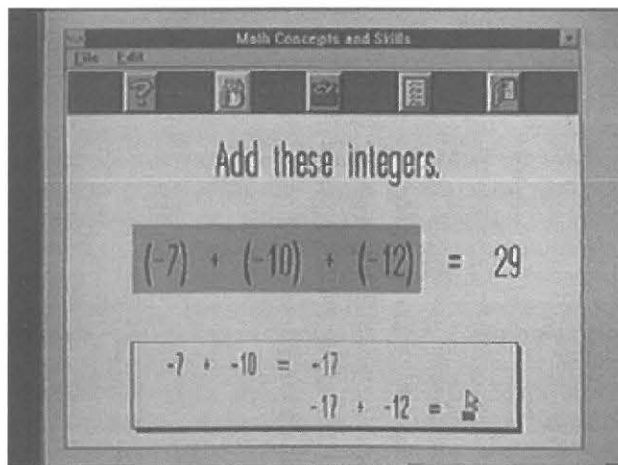 Math Concepts and Skills
File Edit
Add these integers.
(-7) + (-10) + (-12) = 29
-7 + -10 = -17
-17 + -12 =